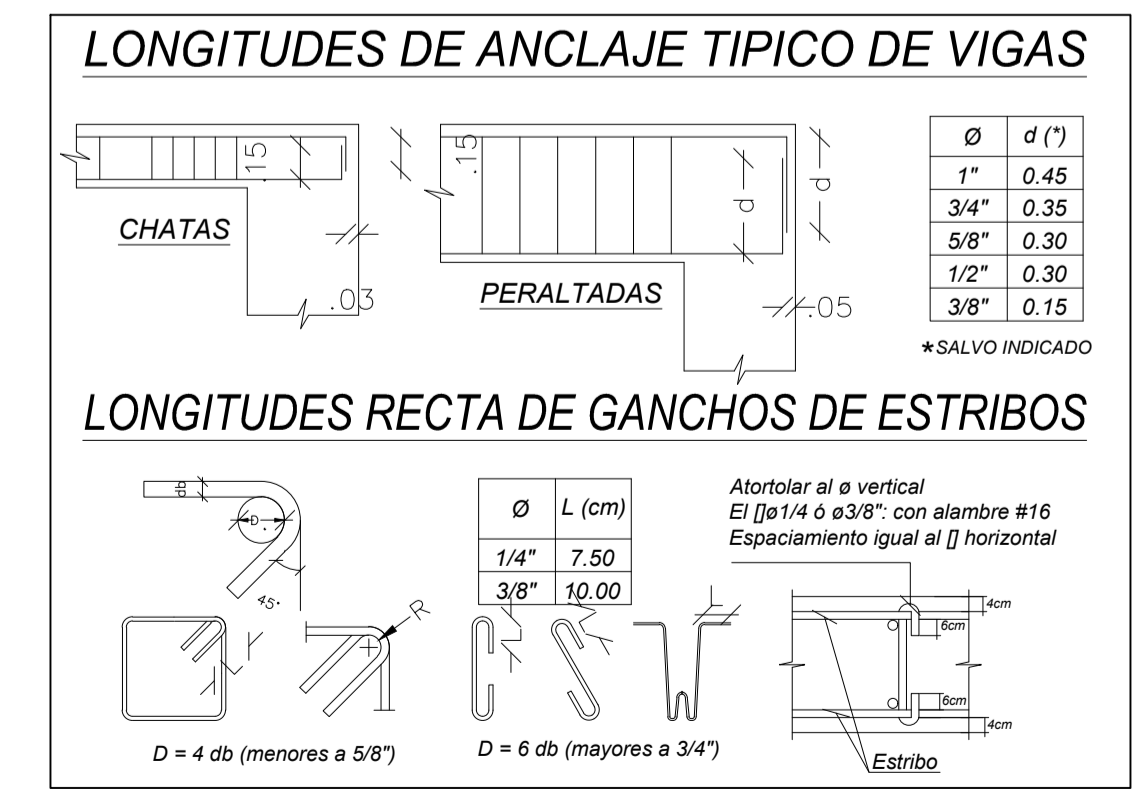 LONGITUDES DE ANCLAJE TIPICO DE VIGAS
.15
CHATAS
.03
.15
d
d
PERALTADAS
.05
Ø d (*)
1" 0.45
3/4" 0.35
5/8" 0.30
1/2" 0.30
3/8" 0.15
*SALVO INDICADO
LONGITUDES RECTA DE GANCHOS DE ESTRIBOS
db
D
45°
L
R
D = 4 db (menores a 5/8")
Ø L (cm)
1/4" 7.50
3/8" 10.00
L
L
L
D = 6 db (mayores a 3/4")
Atortolar al ø vertical
El []ø1/4 ó ø3/8": con alambre #16
Espaciamiento igual al [] horizontal
4cm
6cm
6cm
4cm
Estribo